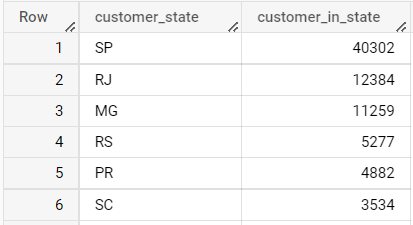 Row customer_state customer_in_state
1 SP 40302
2 RJ 12384
3 MG 11259
4 RS 5277
5 PR 4882
6 SC 3534